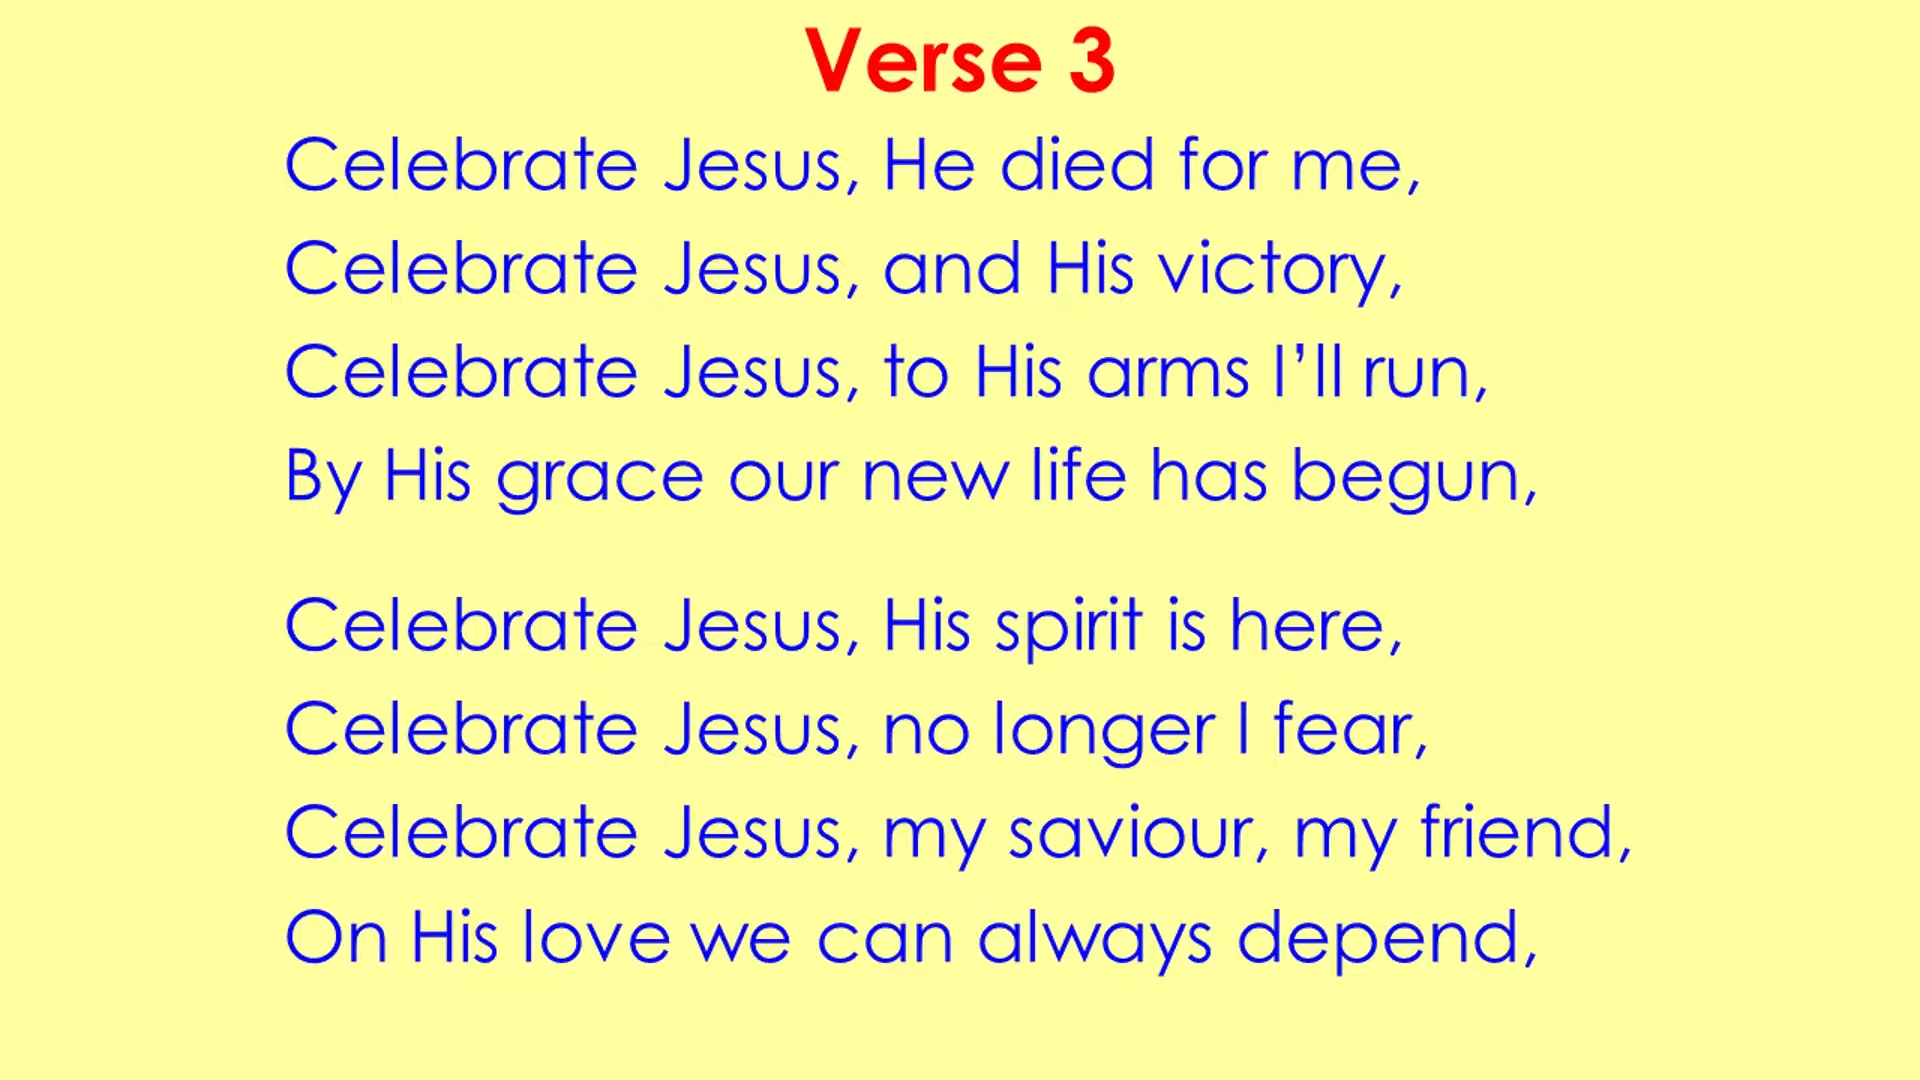 Verse 3
Celebrate Jesus, He died for me,
Celebrate Jesus, and His victory,
Celebrate Jesus, to His arms I’ll run,
By His grace our new life has begun,
Celebrate Jesus, His spirit is here,
Celebrate Jesus, no longer I fear,
Celebrate Jesus, my saviour, my friend,
On His love we can always depend,